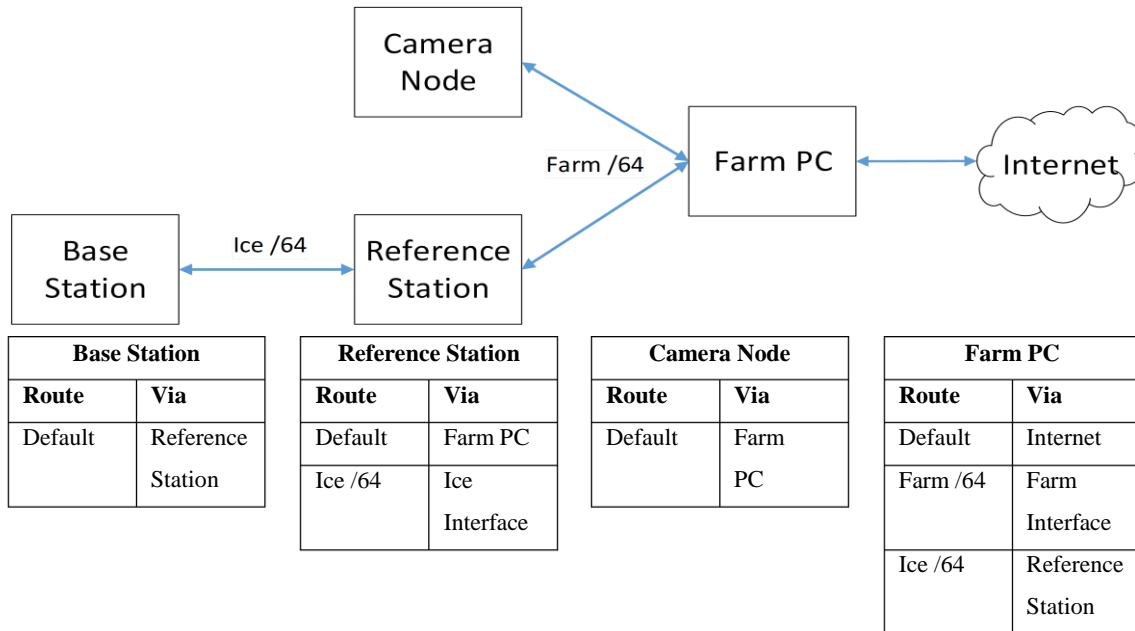 Camera
Node
Farm PC
Internet
Farm /64
Base
Station
Ice /64
Reference
Station
Base Station
Route Via
Default Reference
Station
Reference Station
Route Via
Default Farm PC
Ice /64 Ice
Interface
Camera Node
Route Via
Default Farm
PC
Farm PC
Route Via
Default Internet
Farm /64 Farm
Interface
Ice /64 Reference
Station